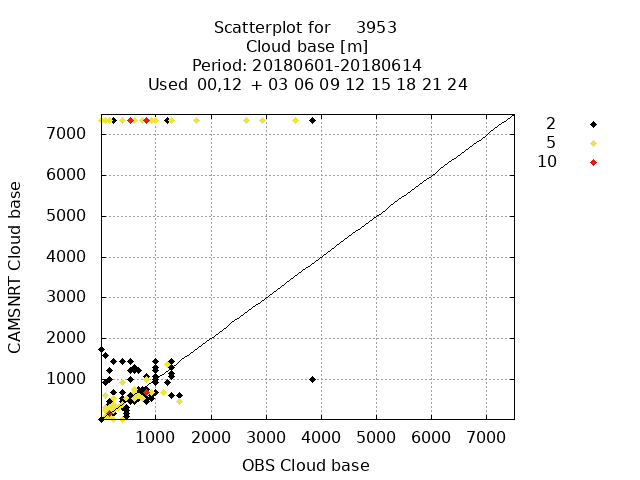 Scatterplot for 3953
Cloud base [m]
Period: 20180601-20180614
Used 00,12 + 03 06 09 12 15 18 21 24
2
5
10
7000
6000
5000
4000
3000
2000
1000
CAMSNRT Cloud base
1000 2000 3000 4000 5000 6000 7000
OBS Cloud base